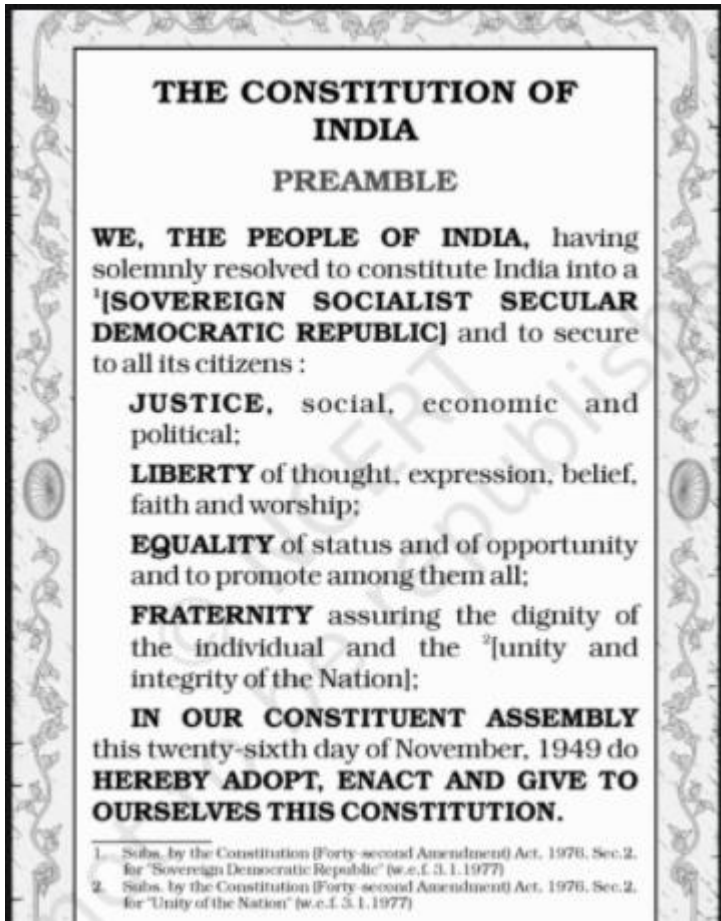 THE CONSTITUTION OF
INDIA
PREAMBLE
WE, THE PEOPLE OF INDIA, having
solemnly resolved to constitute India into a
¹[SOVEREIGN SOCIALIST SECULAR
DEMOCRATIC REPUBLIC] and to secure
to all its citizens :
JUSTICE, social, economic and
political;
LIBERTY of thought, expression, belief,
faith and worship;
EQUALITY of status and of opportunity
and to promote among them all;
FRATERNITY assuring the dignity of
the individual and the ²[unity and
integrity of the Nation];
IN OUR CONSTITUENT ASSEMBLY
this twenty-sixth day of November, 1949 do
HEREBY ADOPT, ENACT AND GIVE TO
OURSELVES THIS CONSTITUTION.
1. Subs. by the Constitution (Forty-second Amendment) Act, 1976, Sec.2,
for "Sovereign Democratic Republic" (w.e.f. 3.1.1977)
2. Subs. by the Constitution (Forty-second Amendment) Act, 1976, Sec.2,
for "Unity of the Nation" (w.e.f. 3.1.1977)
© NCERT
not to be republished